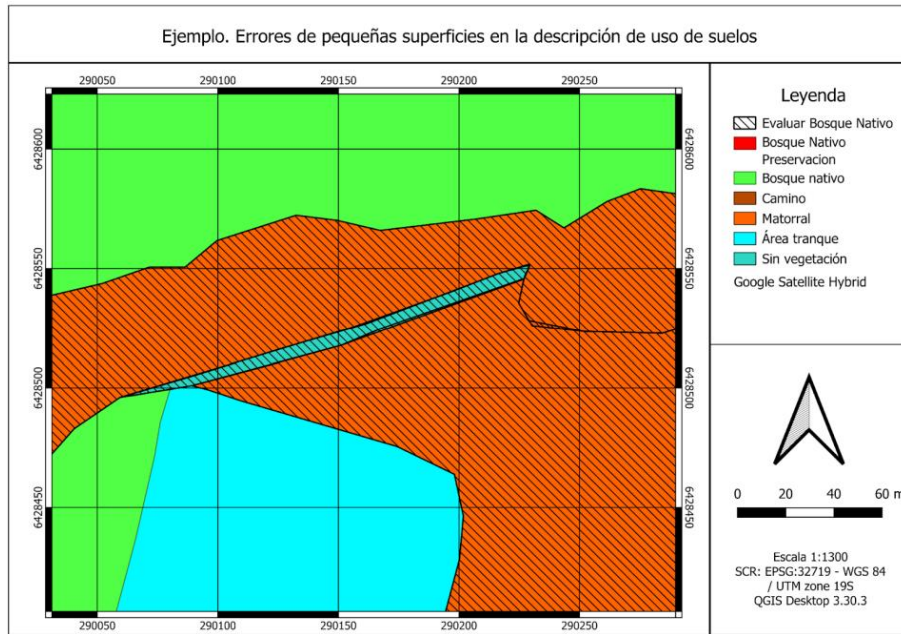 Ejemplo. Errores de pequeñas superficies en la descripción de uso de suelos
290050 290100 290150 290200 290250
6428600 6428600
6428550 6428550
6428500 6428500
6428450 6428450
290050 290100 290150 290200 290250
Leyenda
Evaluar Bosque Nativo
Bosque Nativo
Preservacion
Bosque nativo
Camino
Matorral
Área tranque
Sin vegetación
Google Satellite Hybrid
0 20 40 60 m
Escala 1:1300
SCR: EPSG:32719 - WGS 84
/ UTM zone 19S
QGIS Desktop 3.30.3